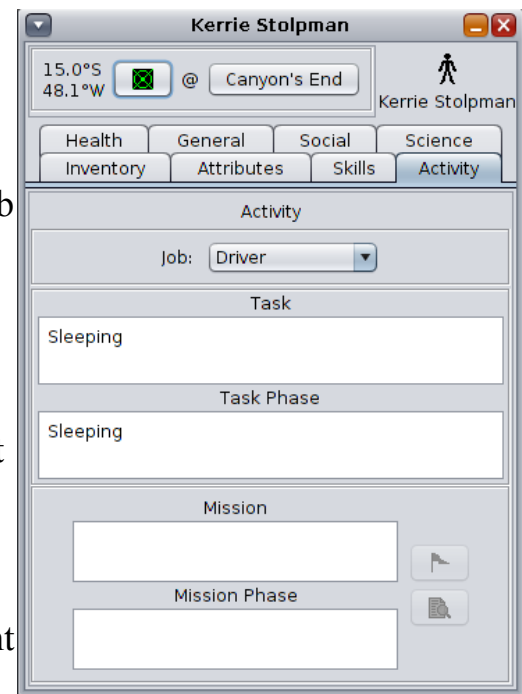 Kerrie Stolpman
15.0°S
48.1°W
@ Canyon's End
Kerrie Stolpman
Health General Social Science
Inventory Attributes Skills Activity
b
Activity
Job: Driver
Task
Sleeping
Task Phase
Sleeping
t
Mission
Mission Phase
nt